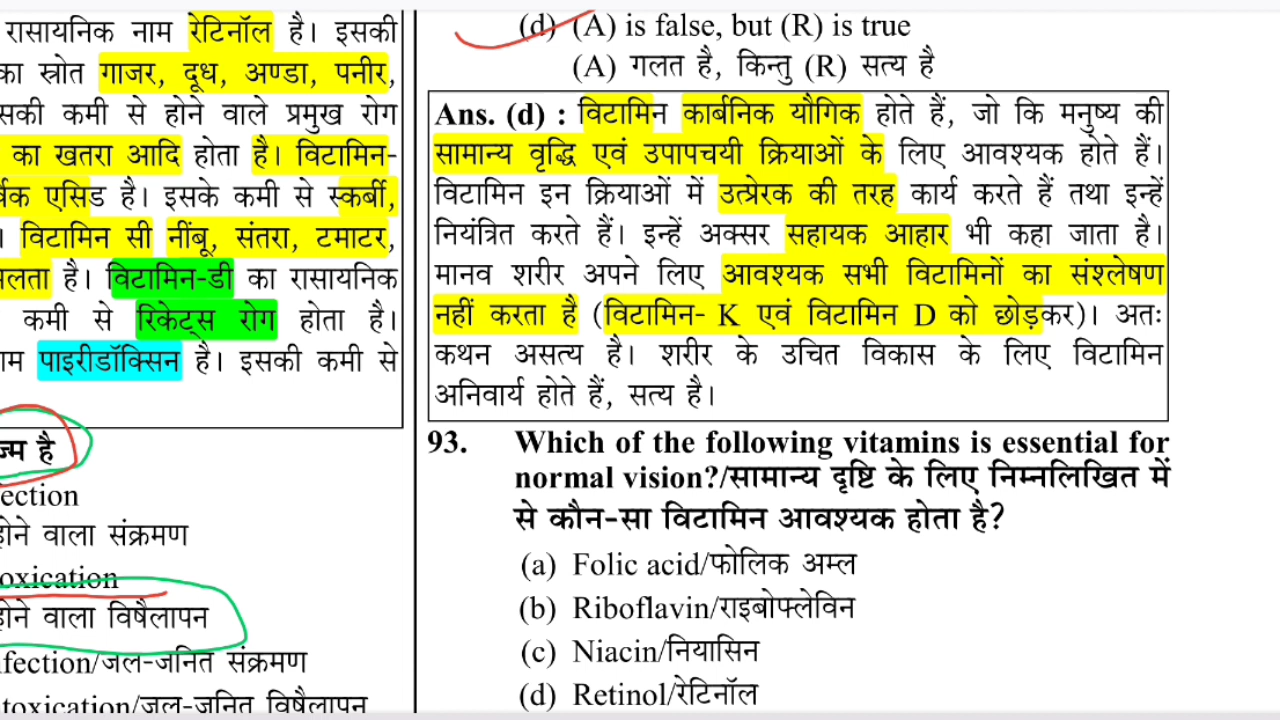 रासायनिक नाम रेटिनॉल है। इसकी
का स्रोत गाजर, दूध, अण्डा, पनीर,
सकी कमी से होने वाले प्रमुख रोग
का खतरा आदि होता है। विटामिन-
र्बिक एसिड है। इसके कमी से स्कर्बी,
। विटामिन सी नींबू, संतरा, टमाटर,
मिलता है। विटामिन-डी का रासायनिक
कमी से रिकेट्स रोग होता है।
ाम पाइरीडॉक्सिन है। इसकी कमी से
ज्म है
ection
होने वाला संक्रमण
oxication
होने वाला विषैलापन
nfection/जल-जनित संक्रमण
ntoxication/जल-जनित विषैलापन
(d) (A) is false, but (R) is true
(A) गलत है, किन्तु (R) सत्य है
Ans. (d) : विटामिन कार्बनिक यौगिक होते हैं, जो कि मनुष्य की
सामान्य वृद्धि एवं उपापचयी क्रियाओं के लिए आवश्यक होते हैं।
विटामिन इन क्रियाओं में उत्प्रेरक की तरह कार्य करते हैं तथा इन्हें
नियंत्रित करते हैं। इन्हें अक्सर सहायक आहार भी कहा जाता है।
मानव शरीर अपने लिए आवश्यक सभी विटामिनों का संश्लेषण
नहीं करता है (विटामिन- K एवं विटामिन D को छोड़कर)। अतः
कथन असत्य है। शरीर के उचित विकास के लिए विटामिन
अनिवार्य होते हैं, सत्य है।
93. Which of the following vitamins is essential for
normal vision?/सामान्य दृष्टि के लिए निम्नलिखित में
से कौन-सा विटामिन आवश्यक होता है?
(a) Folic acid/फोलिक अम्ल
(b) Riboflavin/राइबोफ्लेविन
(c) Niacin/नियासिन
(d) Retinol/रेटिनॉल